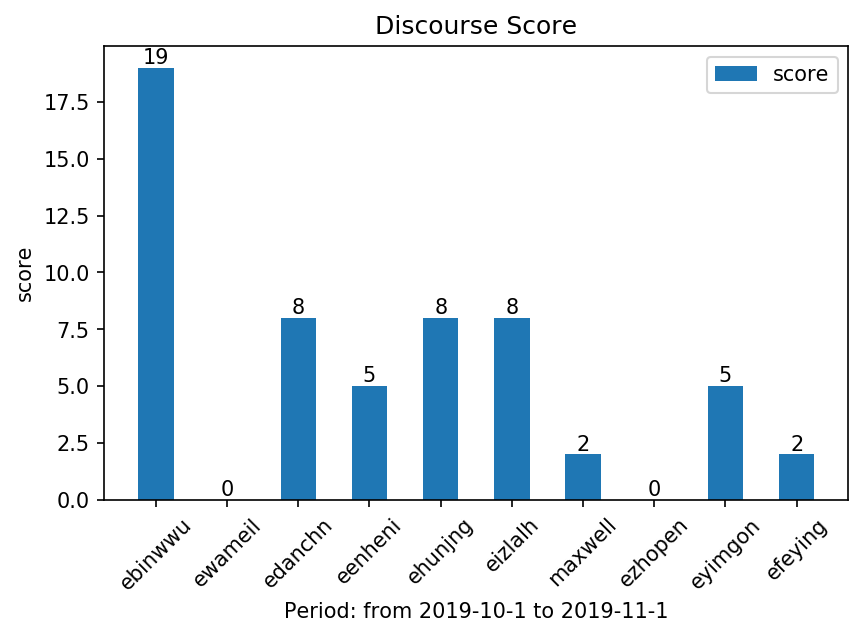 Discourse Score
score
19
17.5
15.0
12.5
10.0
7.5
5.0
2.5
0.0
score
0
8
5
8
8
2
0
5
2
ebinwwu
ewameil
edanchn
eenheni
ehunjng
eizlalh
maxwell
ezhopen
eyimgon
efeying
Period: from 2019-10-1 to 2019-11-1